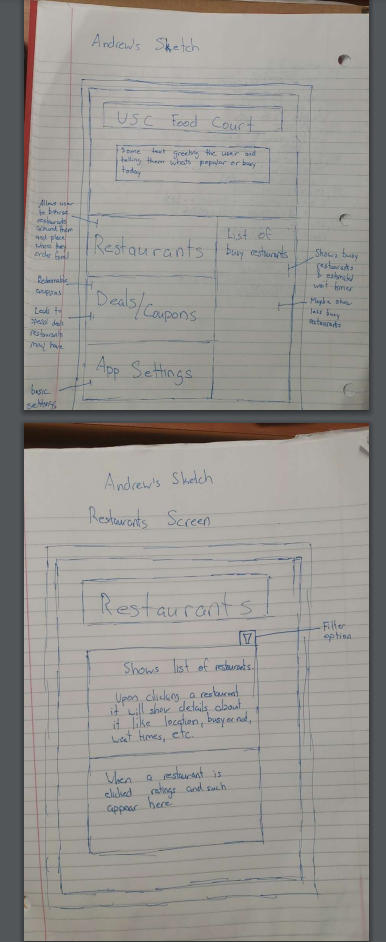 Andrew's Sketch
USC Food Court
Some text greeting the user and
telling them whats popular or busy
today
Restaurants
List of
busy restaurants
Deals/Coupons
App Settings
Allows user
to browse
restaurants
around them
and place
where they
order food
Redeemable
coupons
Leads to
special deals
restaurants
may have
basic
settings
Shows busy
restaurants
& estimated
wait times
Maybe show
less busy
restaurants
Andrew's Sketch
Restaurants Screen
Restaurants
Filter
option
Shows list of restaurants.
Upon clicking a restaurant
it will show details about
it like location, busy or not,
wait times, etc.
When a restaurant is
clicked ratings and such
appear here